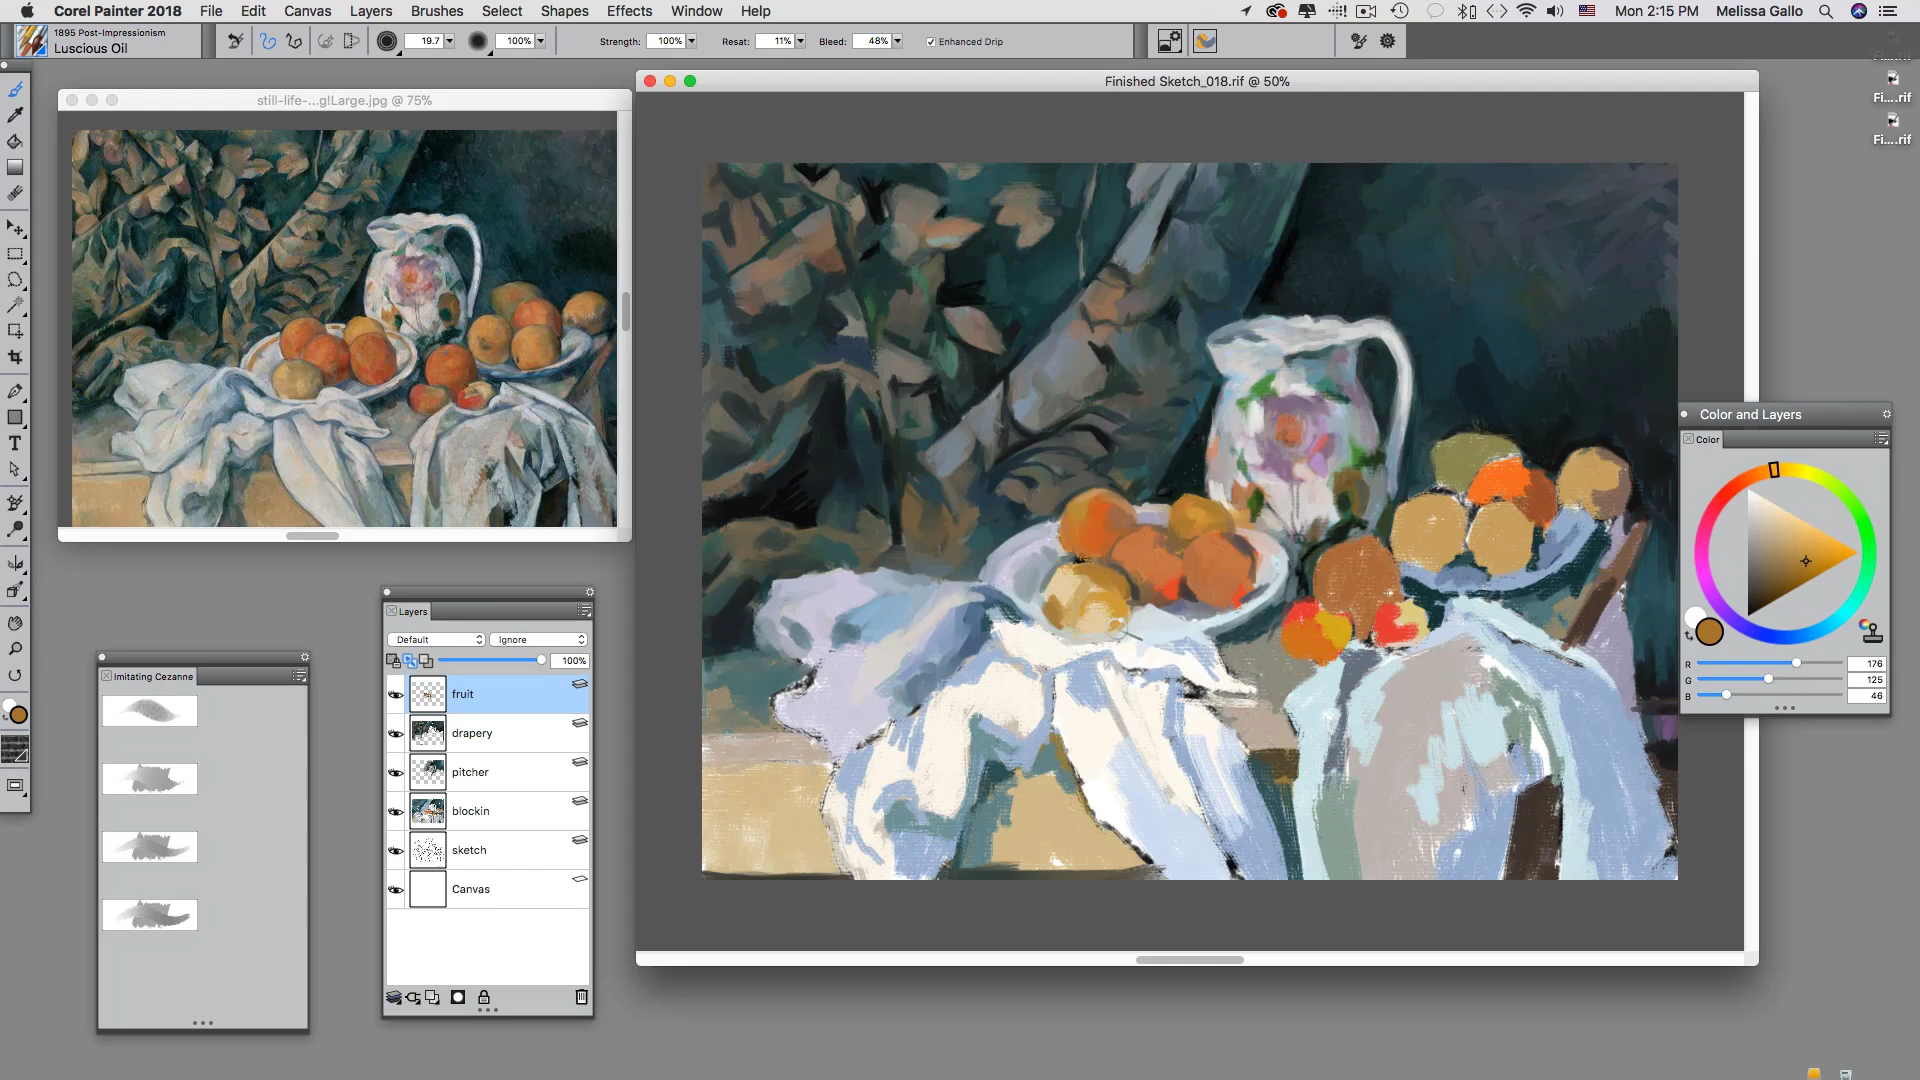 Corel Painter 2018 File Edit Canvas Layers Brushes Select Shapes Effects Window Help
Mon 2:15 PM Melissa Gallo
1895 Post-Impressionism
Luscious Oil
19.7 100% Strength: 100% Resat: 11% Bleed: 48% Enhanced Drip
Finished Sketch_018.rif @ 50%
still-life-...g!Large.jpg @ 75%
Fi....rif
Fi....rif
Color and Layers
Color
R 176
G 125
B 46
Layers
Default Ignore
100%
fruit
drapery
pitcher
blockin
sketch
Canvas
Imitating Cezanne
T